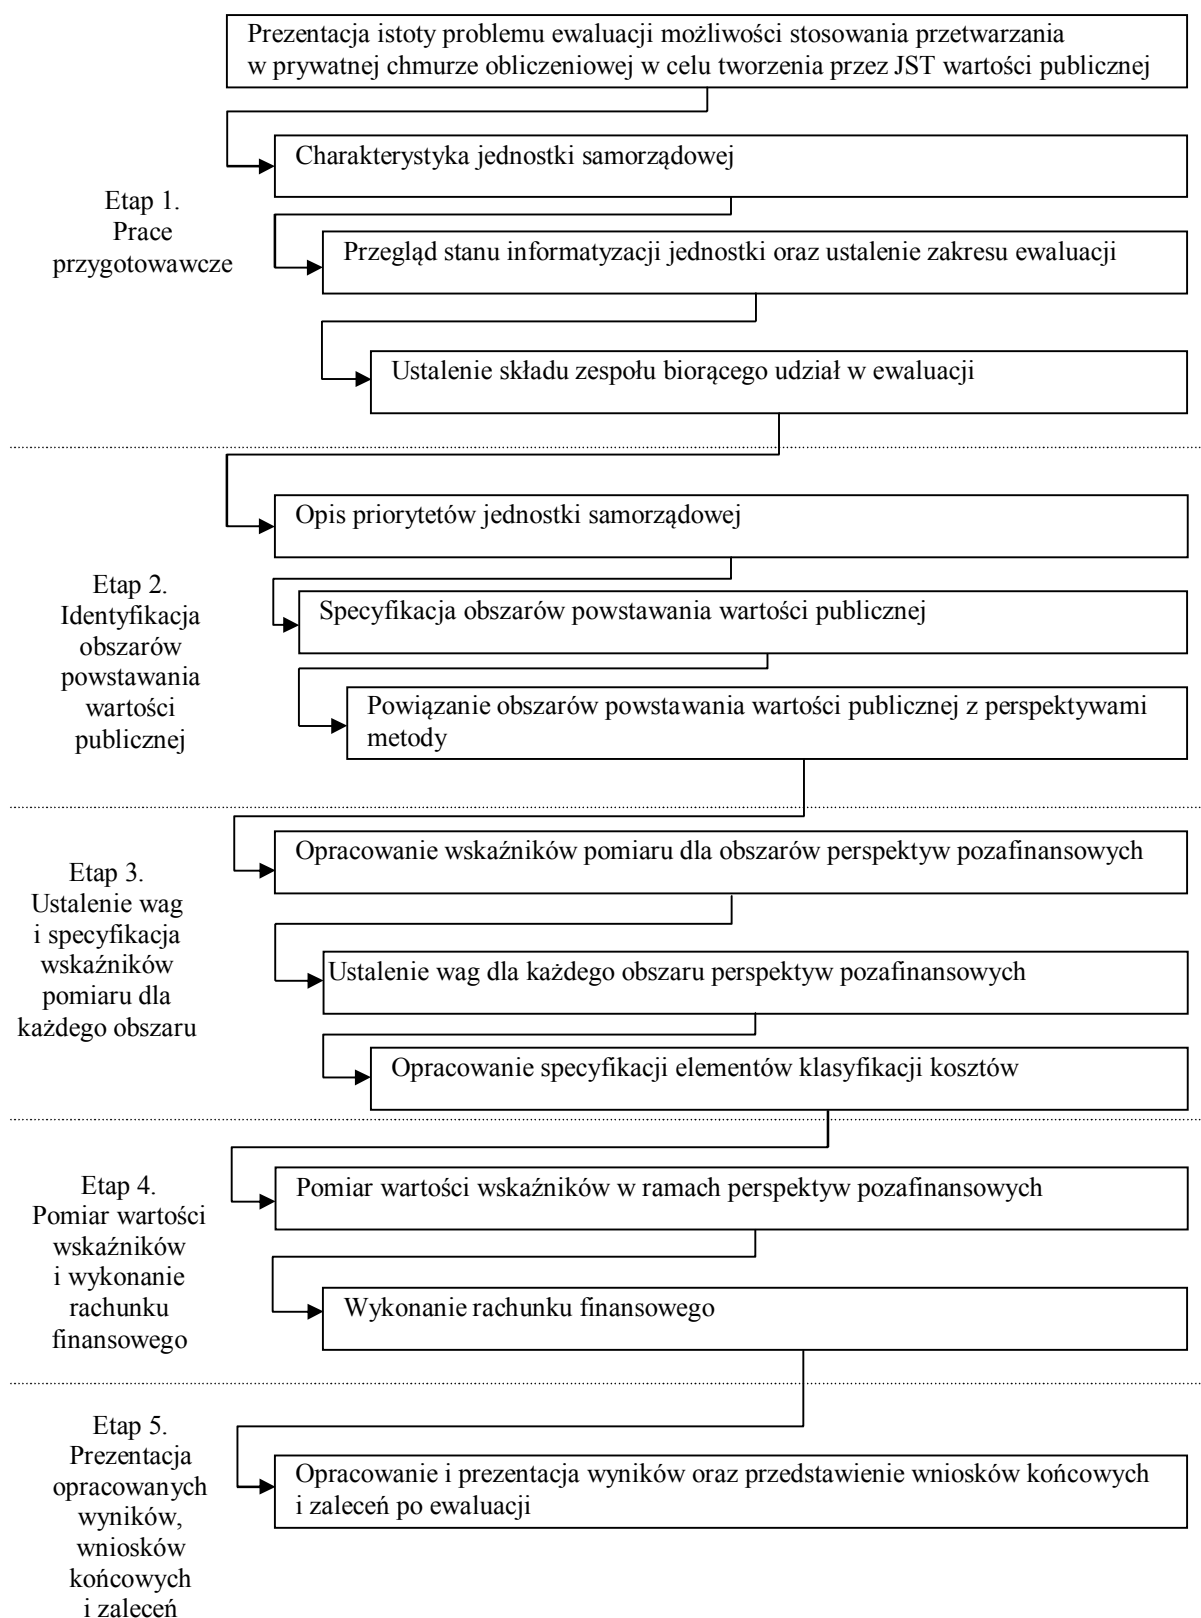 Prezentacja istoty problemu ewaluacji możliwości stosowania przetwarzania
w prywatnej chmurze obliczeniowej w celu tworzenia przez JST wartości publicznej
Etap 1.
Prace
przygotowawcze
Charakterystyka jednostki samorządowej
Przegląd stanu informatyzacji jednostki oraz ustalenie zakresu ewaluacji
Ustalenie składu zespołu biorącego udział w ewaluacji
Etap 2.
Identyfikacja
obszarów
powstawania
wartości
publicznej
Opis priorytetów jednostki samorządowej
Specyfikacja obszarów powstawania wartości publicznej
Powiązanie obszarów powstawania wartości publicznej z perspektywami
metody
Etap 3.
Ustalenie wag
i specyfikacja
wskaźników
pomiaru dla
każdego obszaru
Opracowanie wskaźników pomiaru dla obszarów perspektyw pozafinansowych
Ustalenie wag dla każdego obszaru perspektyw pozafinansowych
Opracowanie specyfikacji elementów klasyfikacji kosztów
Etap 4.
Pomiar wartości
wskaźników
i wykonanie
rachunku
finansowego
Pomiar wartości wskaźników w ramach perspektyw pozafinansowych
Wykonanie rachunku finansowego
Etap 5.
Prezentacja
opracowanych
wyników,
wniosków
końcowych
i zaleceń
Opracowanie i prezentacja wyników oraz przedstawienie wniosków końcowych
i zaleceń po ewaluacji